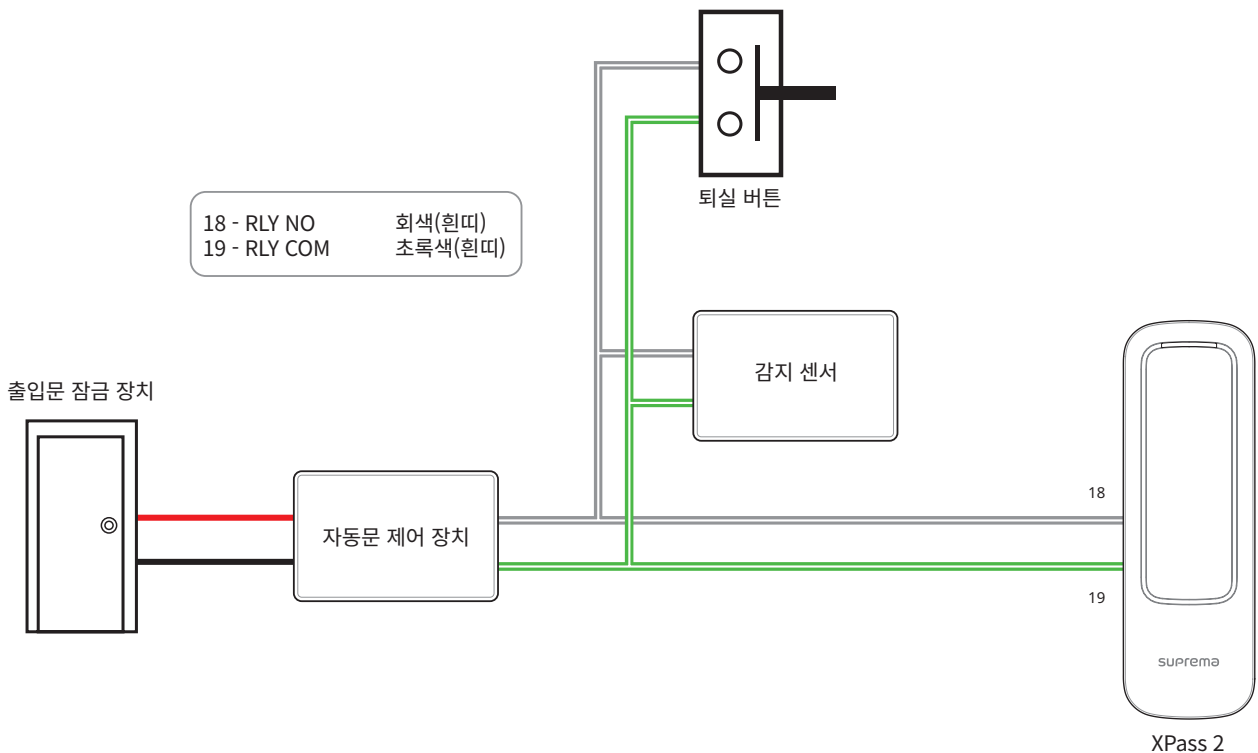 퇴실 버튼
18 - RLY NO 회색(흰띠)
19 - RLY COM 초록색(흰띠)
감지 센서
출입문 잠금 장치
자동문 제어 장치
18
19
suprema
XPass 2